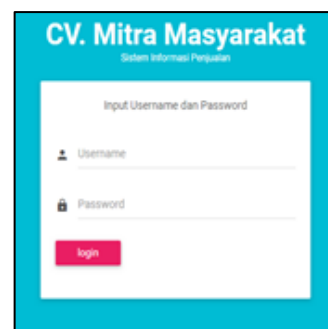 CV. Mitra Masyarakat
Sistem Informasi Penjualan
Input Username dan Password
Username
Password
login